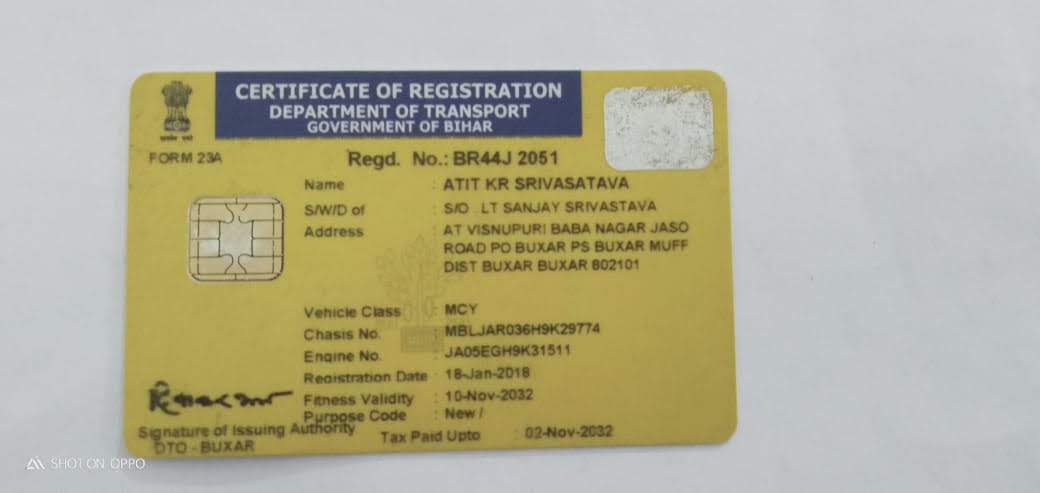 CERTIFICATE OF REGISTRATION
DEPARTMENT OF TRANSPORT
GOVERNMENT OF BIHAR
FORM 23A
Regd. No.: BR44J 2051
Name : ATIT KR SRIVASATAVA
S/W/D of : S/O LT SANJAY SRIVASTAVA
Address : AT VISNUPURI BABA NAGAR JASO
ROAD PO BUXAR PS BUXAR MUFF
DIST BUXAR BUXAR 802101
Vehicle Class : MCY
Chasis No. : MBLJAR036H9K29774
Engine No. : JA05EGH9K31511
Registration Date : 18-Jan-2018
Fitness Validity : 10-Nov-2032
Purpose Code : New /
Signature of Issuing Authority
Tax Paid Upto : 02-Nov-2032
DTO - BUXAR
SHOT ON OPPO